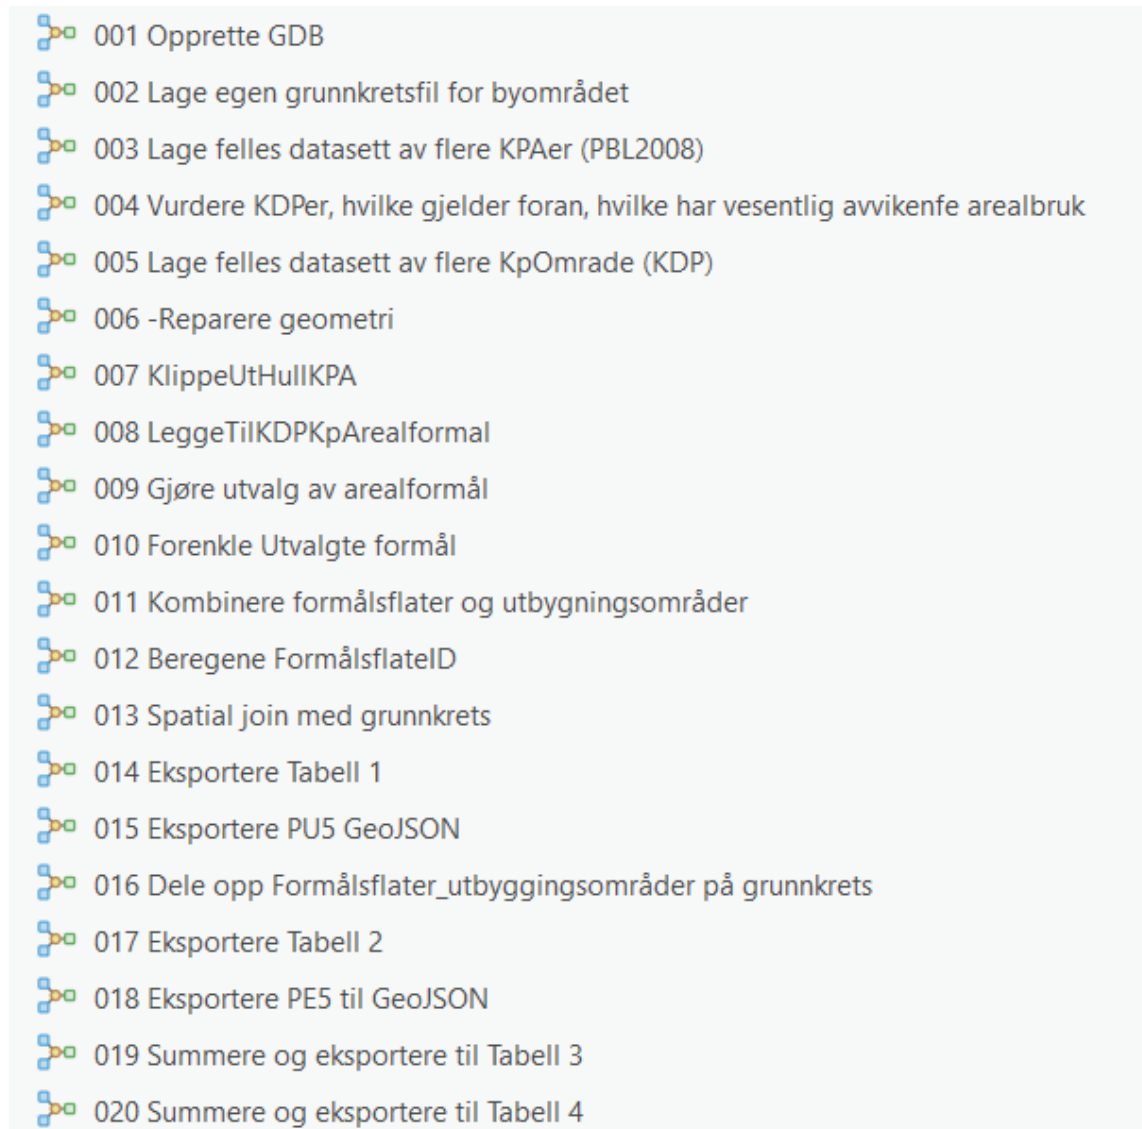 001 Opprette GDB
002 Lage egen grunnkretsfil for byområdet
003 Lage felles datasett av flere KPAer (PBL2008)
004 Vurdere KDPer, hvilke gjelder foran, hvilke har vesentlig avvikenfe arealbruk
005 Lage felles datasett av flere KpOmrade (KDP)
006 -Reparere geometri
007 KlippeUtHullKPA
008 LeggeTilKDPKpArealformal
009 Gjøre utvalg av arealformål
010 Forenkle Utvalgte formål
011 Kombinere formålsflater og utbygningsområder
012 Beregene FormålsflateID
013 Spatial join med grunnkrets
014 Eksportere Tabell 1
015 Eksportere PU5 GeoJSON
016 Dele opp Formålsflater_utbyggingsområder på grunnkrets
017 Eksportere Tabell 2
018 Eksportere PE5 til GeoJSON
019 Summere og eksportere til Tabell 3
020 Summere og eksportere til Tabell 4